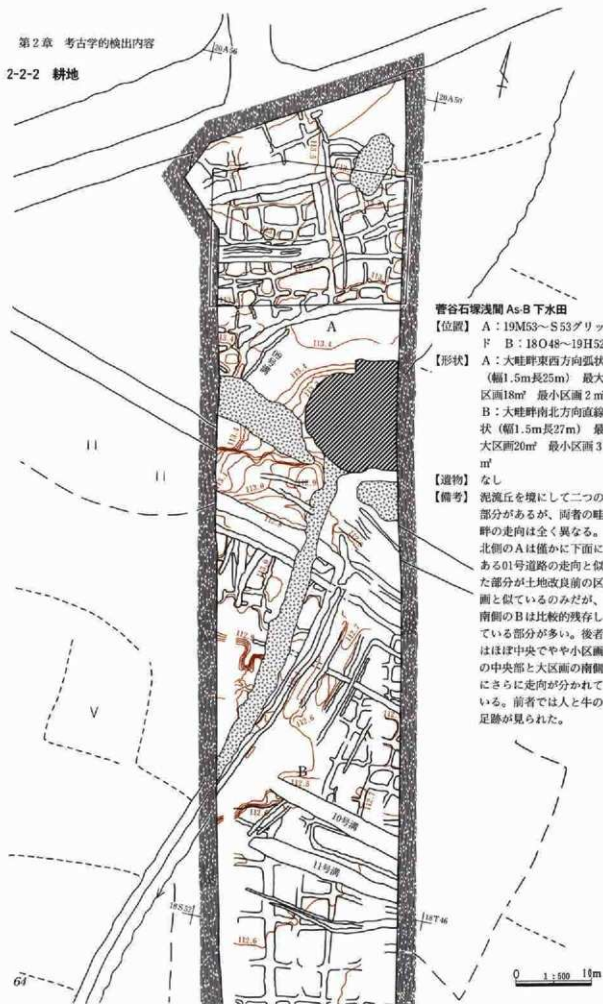 第2章 考古学的検出内容
2-2-2 耕地
20A56
20A50
A
113.4
113.4
菅谷石塚浅間 As-B 下水田
【位置】 A：19M53～S53グリッ
ド B：18O48～19H52
【形状】 A：大畦畔東西方向弧状
（幅1.5m長25m） 最大
区画18㎡ 最小区画2㎡
B：大畦畔南北方向直線
状（幅1.5m長27m） 最
大区画20㎡ 最小区画3
㎡
【遺物】 なし
【備考】 泥流丘を境にして二つの
部分があるが、両者の畦
畔の走向は全く異なる。
北側のAは僅かに下面に
ある01号道路の走向と似
た部分が土地改良前の区
画と似ているのみだが、
南側のBは比較的残存し
ている部分が多い。後者
はほぼ中央でやや小区画
の中央部と大区画の南側
にさらに走向が分かれて
いる。前者では人と牛の
足跡が見られた。
B
112.5
10号溝
11号溝
18S52
18T46
112.6
64
0 1:500 10m